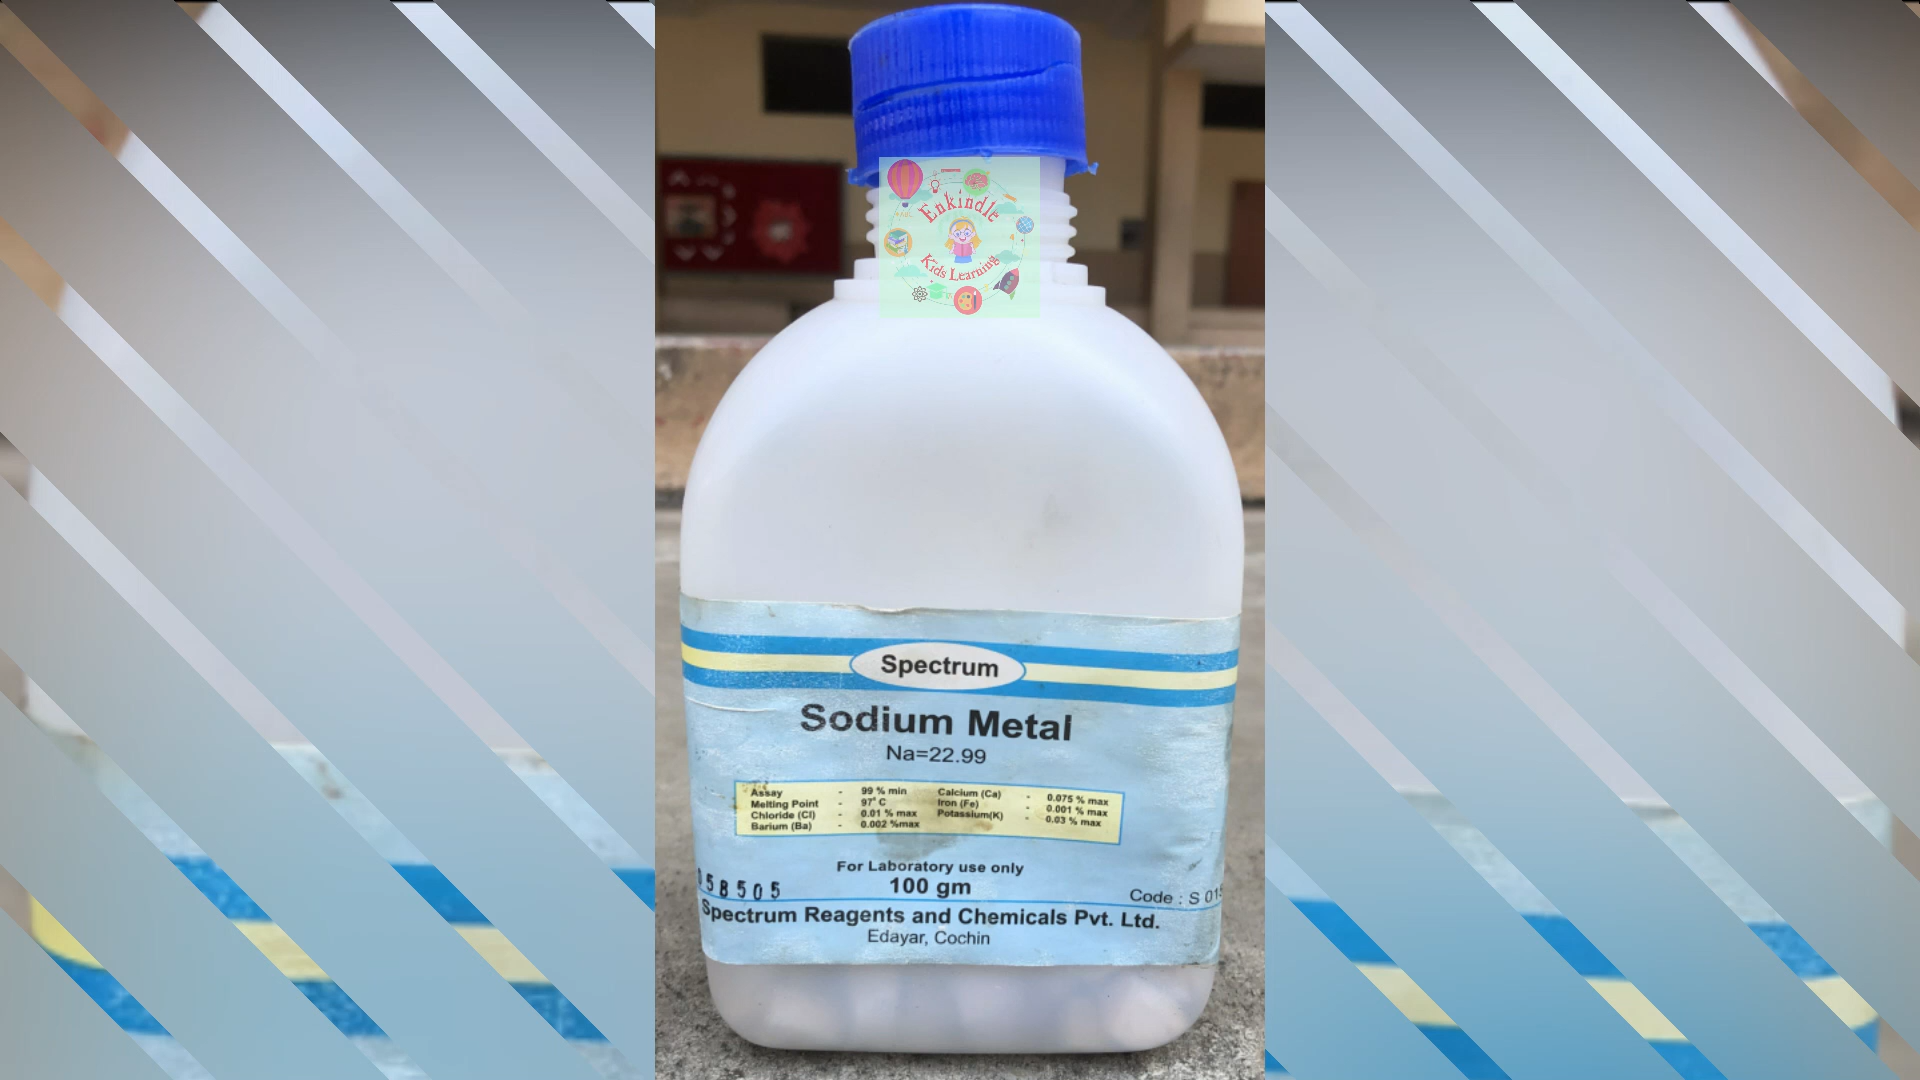 Enkindle
Kids Learning
Spectrum
Sodium Metal
Na=22.99
Assay - 99 % min
Melting Point - 97° C
Chloride (Cl) - 0.01 % max
Barium (Ba) - 0.002 %max
Calcium (Ca) - 0.075 % max
Iron (Fe) - 0.001 % max
Potassium(K) - 0.03 % max
For Laboratory use only
58505
100 gm
Code : S 015
Spectrum Reagents and Chemicals Pvt. Ltd.
Edayar, Cochin